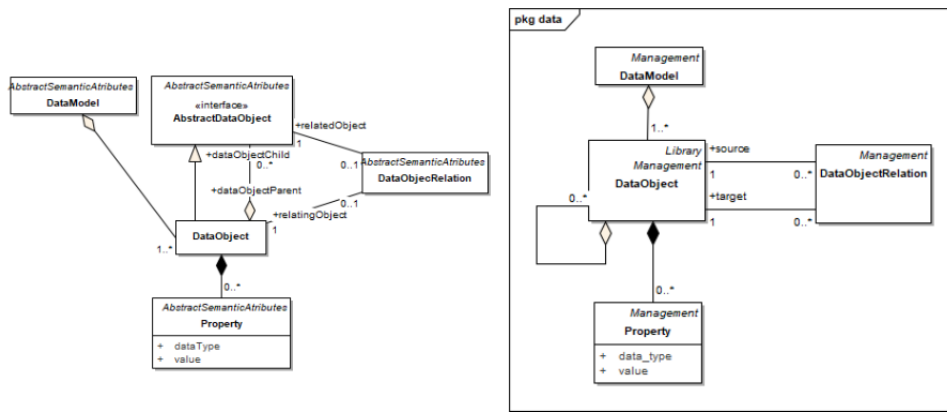 AbstractSemanticAtributes
DataModel
AbstractSemanticAtributes
«interface»
AbstractDataObject
+relatedObject
1
0..1
+dataObjectChild
0..*
AbstractSemanticAtributes
DataObjecRelation
+dataObjectParent
0..1
+relatingObject
1
1..*
DataObject
0..*
AbstractSemanticAtributes
Property
+ dataType
+ value
pkg data
Management
DataModel
1..*
Library
Management
DataObject
+source
1
0..*
Management
DataObjectRelation
+target
1
0..*
0..*
0..*
Management
Property
+ data_type
+ value